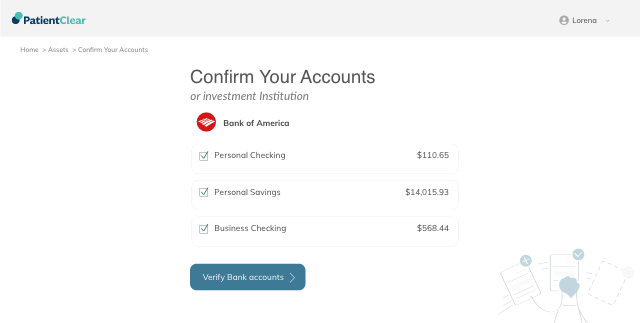 PatientClear
Lorena
Home > Assets > Confirm Your Accounts
Confirm Your Accounts
or investment Institution
Bank of America
Personal Checking $110.65
Personal Savings $14,015.93
Business Checking $568.44
Verify Bank accounts